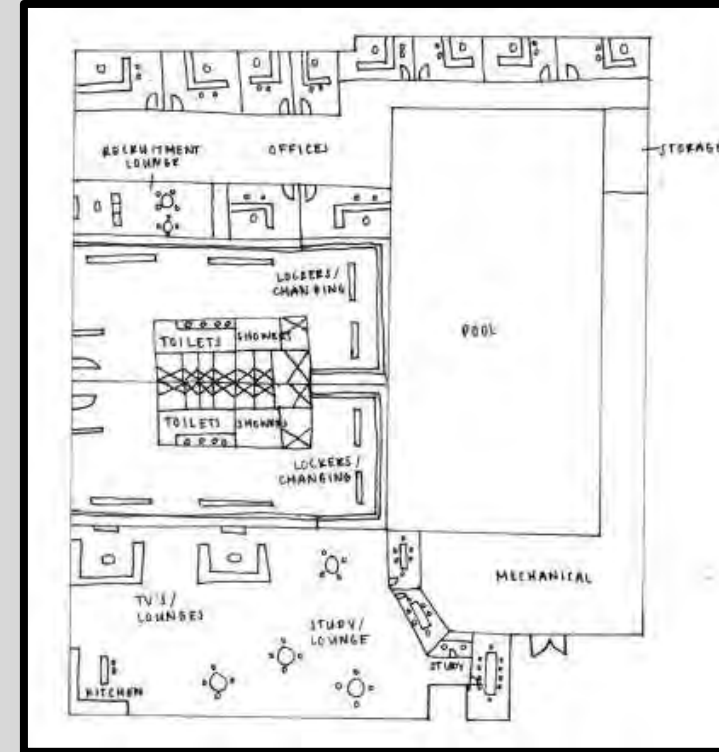 RECRUITMENT
LOUNGE
OFFICES
STORAGE
LOCKERS/
CHANGING
POOL
TOILETS
SHOWERS
TOILETS
SHOWERS
LOCKERS/
CHANGING
MECHANICAL
TV'S/
LOUNGES
STUDY/
LOUNGE
STUDY
KITCHEN